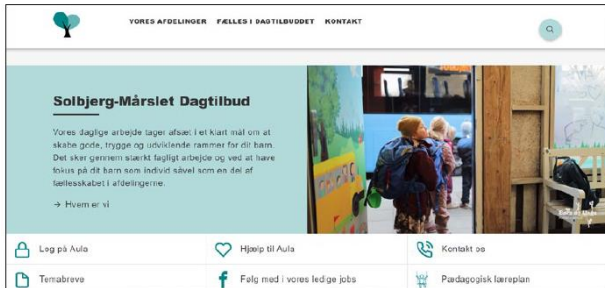 VORES AFDELINGER FÆLLES I DAGTILBUDDET KONTAKT
Solbjerg-Mårslet Dagtilbud
Vores daglige arbejde tager afsæt i et klart mål om at
skabe gode, trygge og udviklende rammer for dit barn.
Det sker gennem stærkt fagligt arbejde og ved at have
fokus på dit barn som individ såvel som en del af
fællesskabet i afdelingerne.
→ Hvem er vi
Log på Aula
Hjælp til Aula
Kontakt os
Temabreve
Følg med i vores ledige jobs
Pædagogisk læreplan